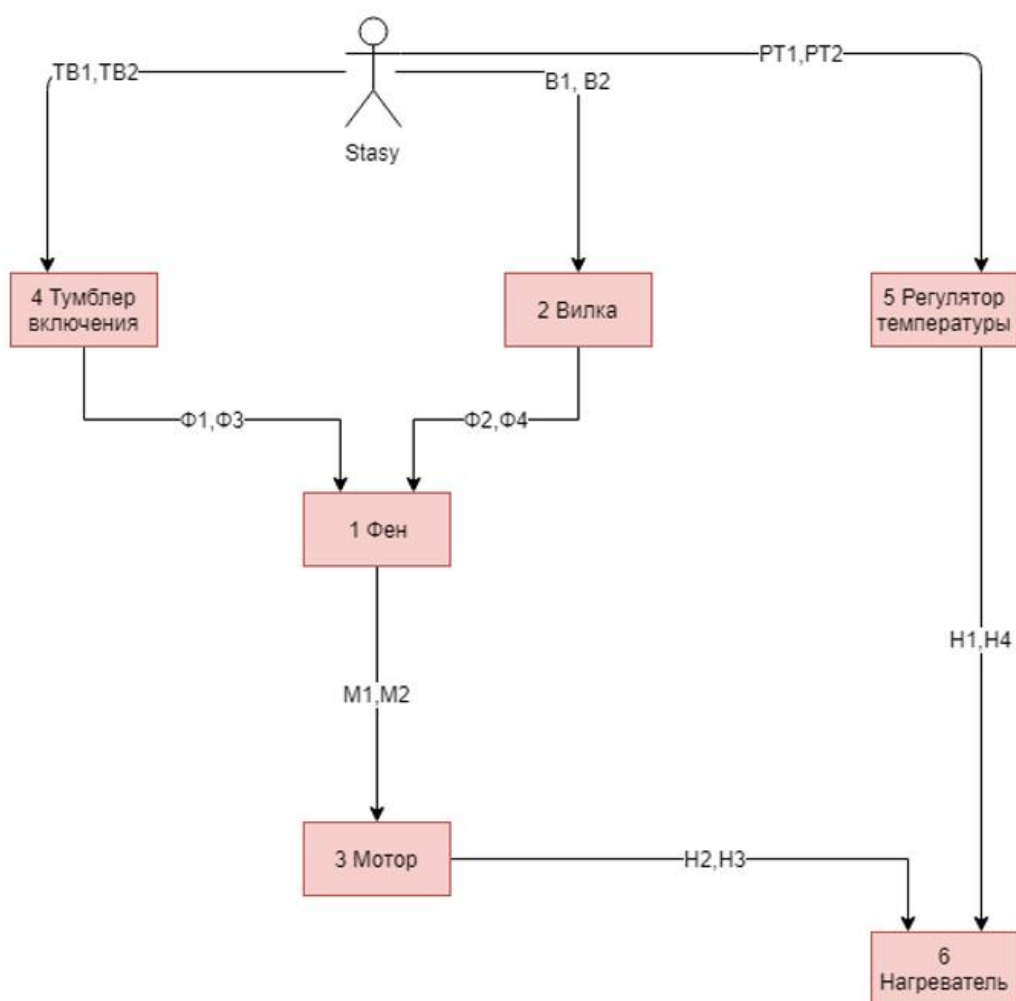 ТВ1,ТВ2
РТ1,РТ2
В1, В2
Stasy
4 Тумблер
включения
2 Вилка
5 Регулятор
температуры
Ф1,Ф3
Ф2,Ф4
1 Фен
Н1,Н4
М1,М2
3 Мотор
Н2,Н3
6
Нагреватель